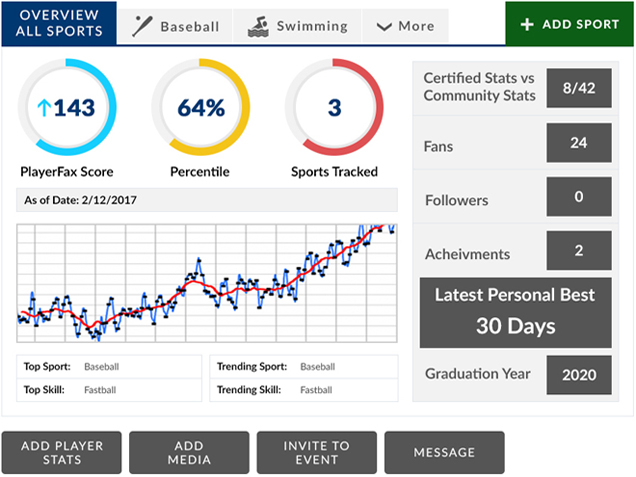 OVERVIEW
ALL SPORTS
Baseball
Swimming
More
+ ADD SPORT
↑143
64%
3
PlayerFax Score
Percentile
Sports Tracked
As of Date: 2/12/2017
Top Sport: Baseball
Trending Sport: Baseball
Top Skill: Fastball
Trending Skill: Fastball
Certified Stats vs
Community Stats
8/42
Fans
24
Followers
0
Acheivments
2
Latest Personal Best
30 Days
Graduation Year
2020
ADD PLAYER
STATS
ADD
MEDIA
INVITE TO
EVENT
MESSAGE